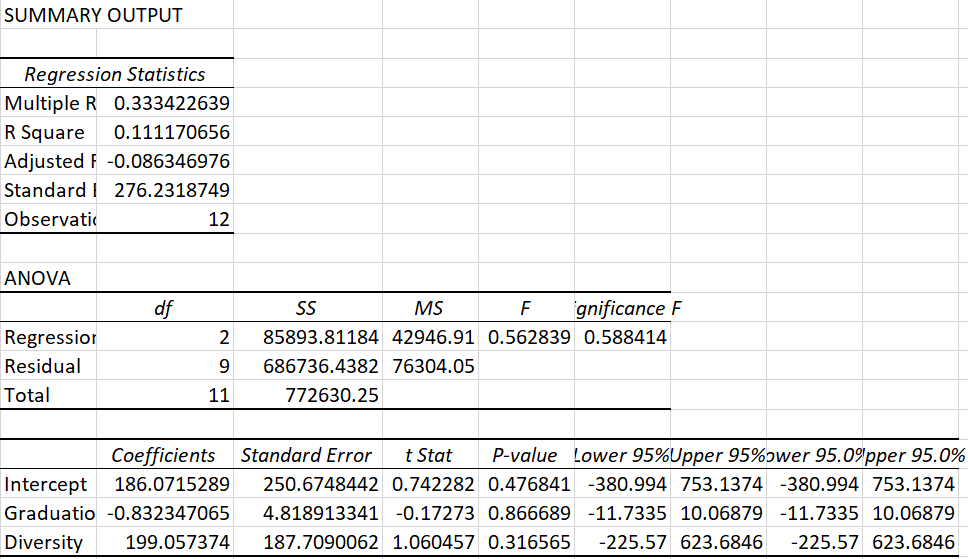 SUMMARY OUTPUT
Regression Statistics
Multiple R 0.333422639
R Square 0.111170656
Adjusted R -0.086346976
Standard E 276.2318749
Observatio 12
ANOVA
df SS MS F gnificance F
Regression 2 85893.81184 42946.91 0.562839 0.588414
Residual 9 686736.4382 76304.05
Total 11 772630.25
Coefficients Standard Error t Stat P-value Lower 95% Upper 95% ower 95.0% pper 95.0%
Intercept 186.0715289 250.6748442 0.742282 0.476841 -380.994 753.1374 -380.994 753.1374
Graduatio -0.832347065 4.818913341 -0.17273 0.866689 -11.7335 10.06879 -11.7335 10.06879
Diversity 199.057374 187.7090062 1.060457 0.316565 -225.57 623.6846 -225.57 623.6846